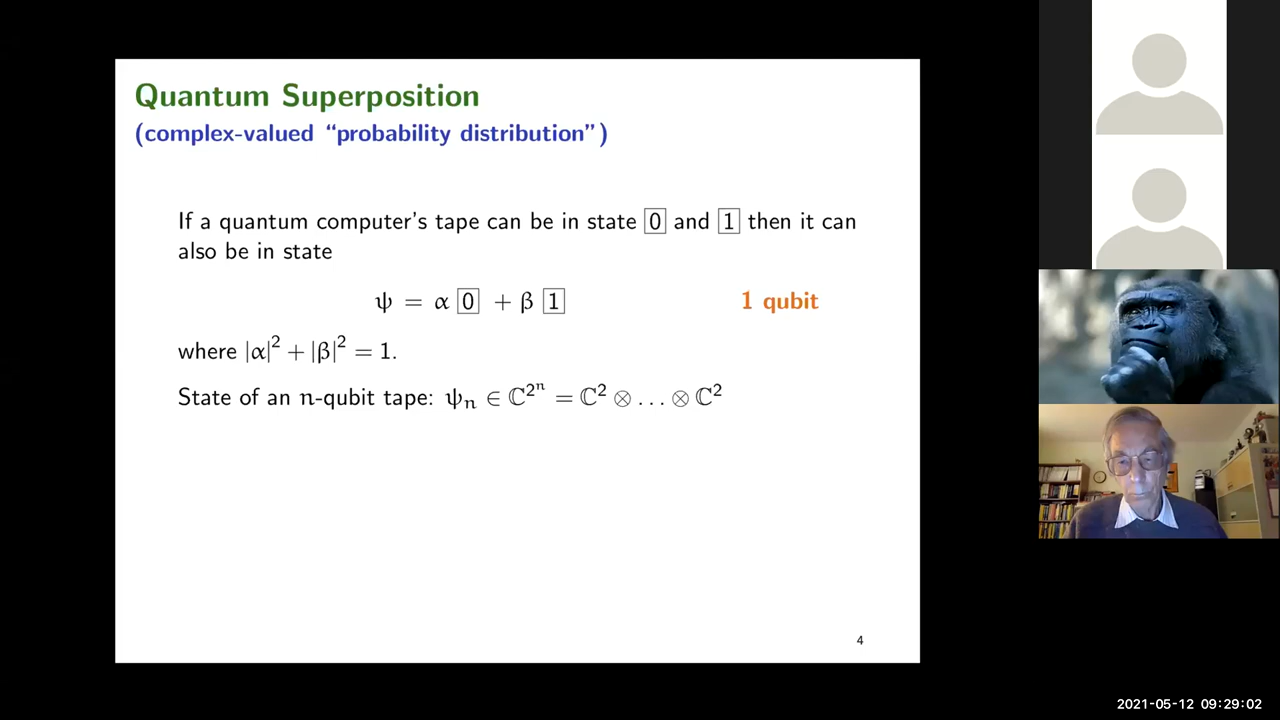 Quantum Superposition
(complex-valued “probability distribution”)
If a quantum computer’s tape can be in state 0 and 1 then it can
also be in state
ψ = α 0 + β 1 1 qubit
where |α|² + |β|² = 1.
State of an n-qubit tape: ψₙ ∈ ℂ^{2ⁿ} = ℂ² ⊗ … ⊗ ℂ²
4
2021-05-12 09:29:02